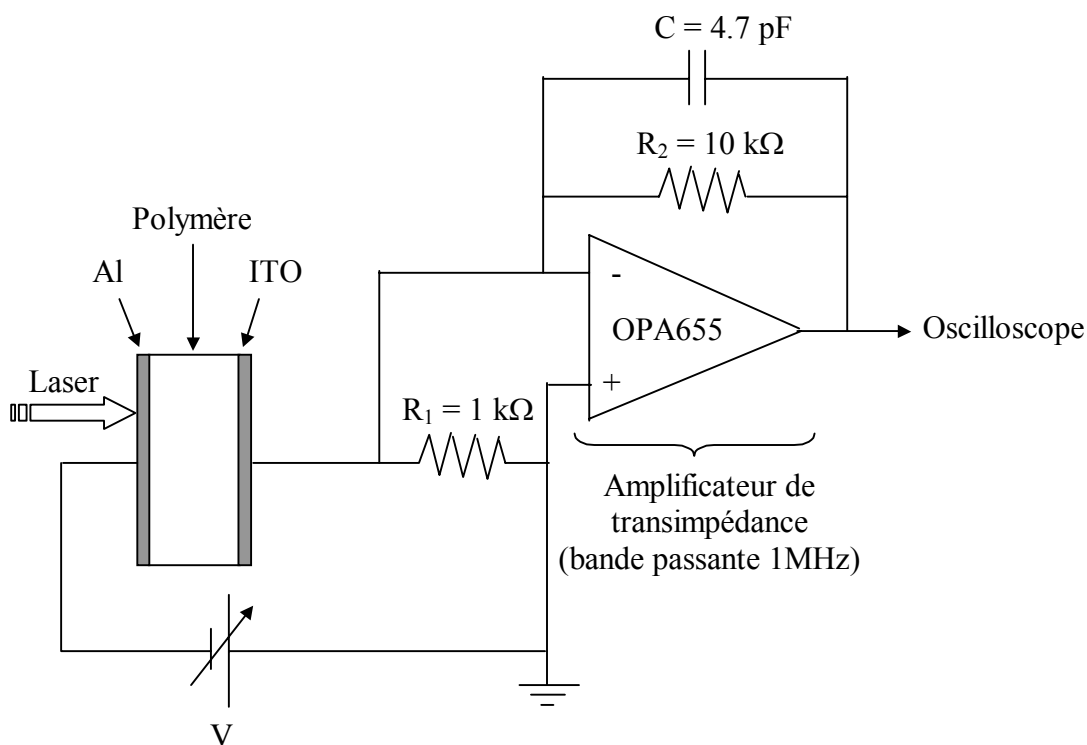 C = 4.7 pF
R₂ = 10 kΩ
Polymère
Al
ITO
-
OPA655
Oscilloscope
Laser
+
R₁ = 1 kΩ
Amplificateur de
transimpédance
(bande passante 1MHz)
V